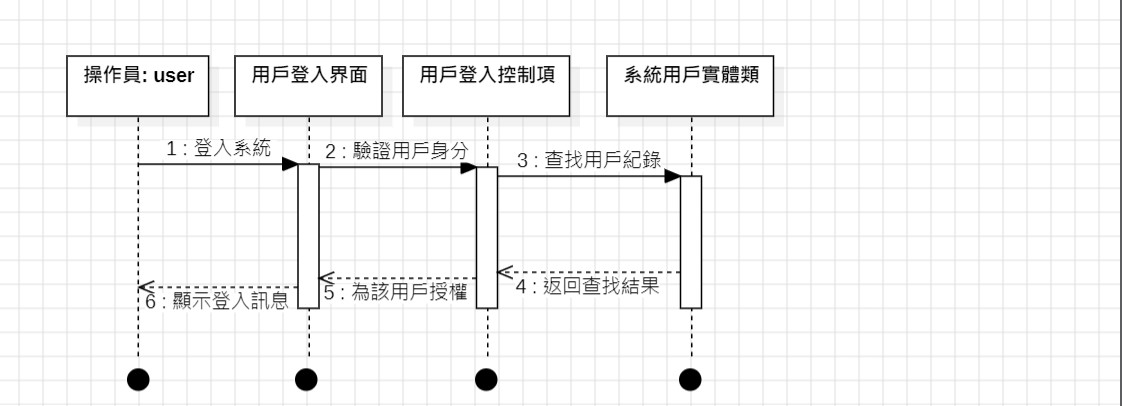 操作員: user
用戶登入界面
用戶登入控制項
系統用戶實體類
1 : 登入系統
2 : 驗證用戶身分
3 : 查找用戶紀錄
4 : 返回查找結果
5 : 為該用戶授權
6 : 顯示登入訊息